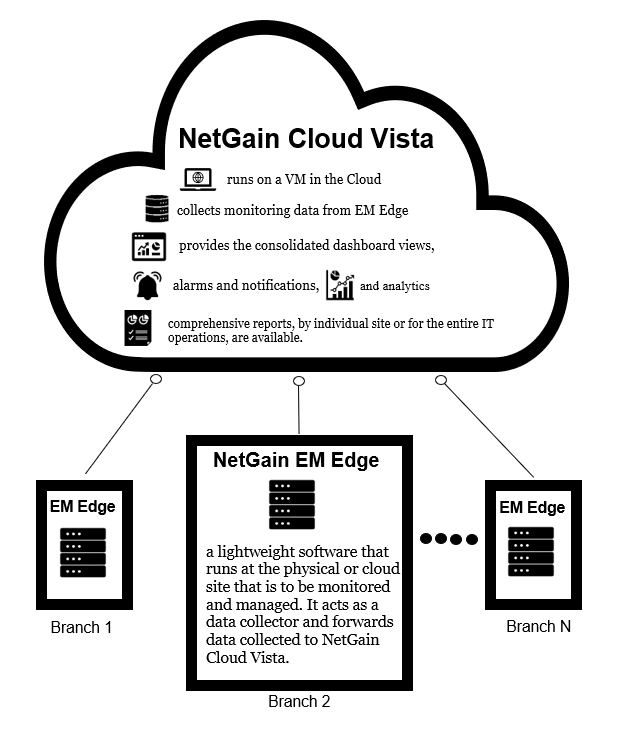 NetGain Cloud Vista
runs on a VM in the Cloud
collects monitoring data from EM Edge
provides the consolidated dashboard views,
alarms and notifications, and analytics
comprehensive reports, by individual site or for the entire IT
operations, are available.
NetGain EM Edge
a lightweight software that
runs at the physical or cloud
site that is to be monitored
and managed. It acts as a
data collector and forwards
data collected to NetGain
Cloud Vista.
EM Edge
EM Edge
Branch 1
Branch 2
Branch N